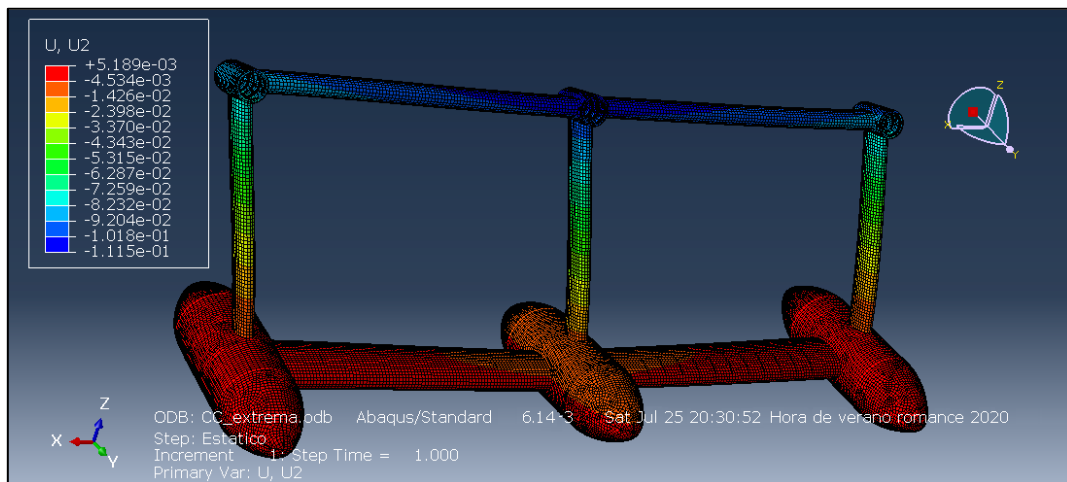 U, U2
+5.189e-03
-4.534e-03
-1.426e-02
-2.398e-02
-3.370e-02
-4.343e-02
-5.315e-02
-6.287e-02
-7.259e-02
-8.232e-02
-9.204e-02
-1.018e-01
-1.115e-01
Z
X
Y
Z
X
Y
ODB: CC_extrema.odb Abaqus/Standard 6.14-3 Sat Jul 25 20:30:52 Hora de verano romance 2020
Step: Estatico
Increment 1: Step Time = 1.000
Primary Var: U, U2